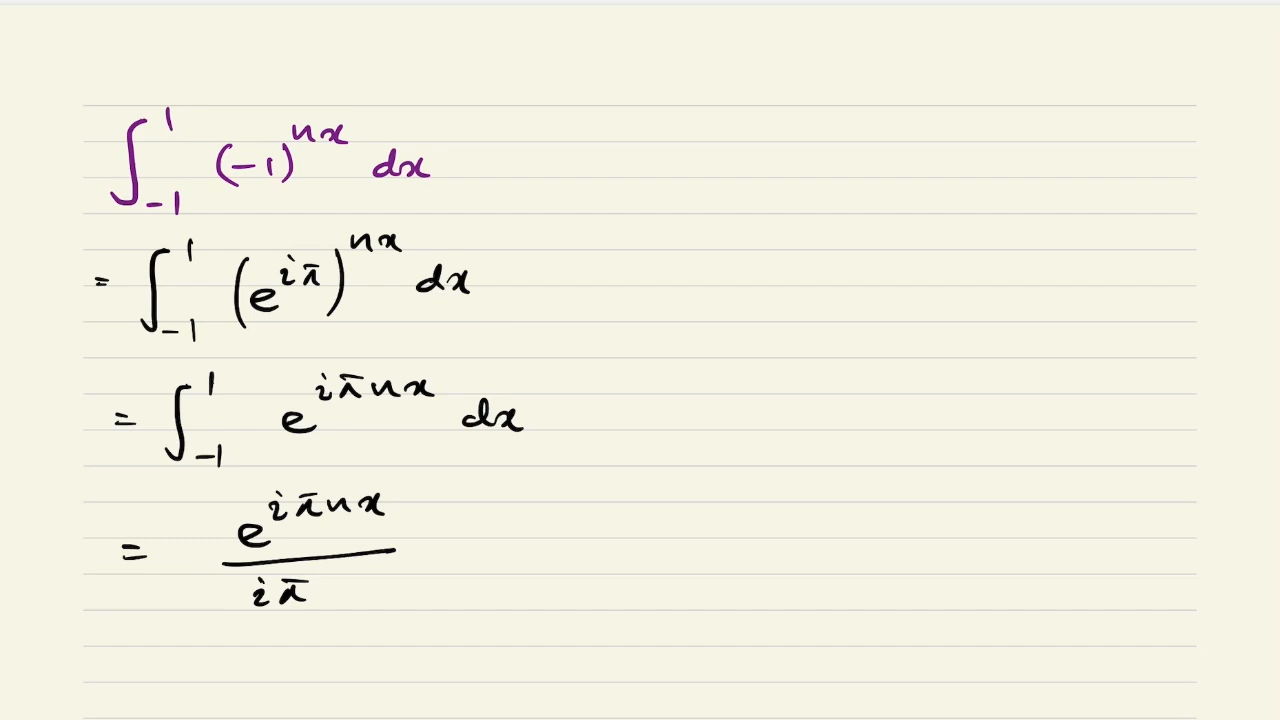 ∫_{-1}^{1} (-1)^{nx} dx
= ∫_{-1}^{1} (e^{iπ})^{nx} dx
= ∫_{-1}^{1} e^{iπnx} dx
= e^{iπnx} / iπ